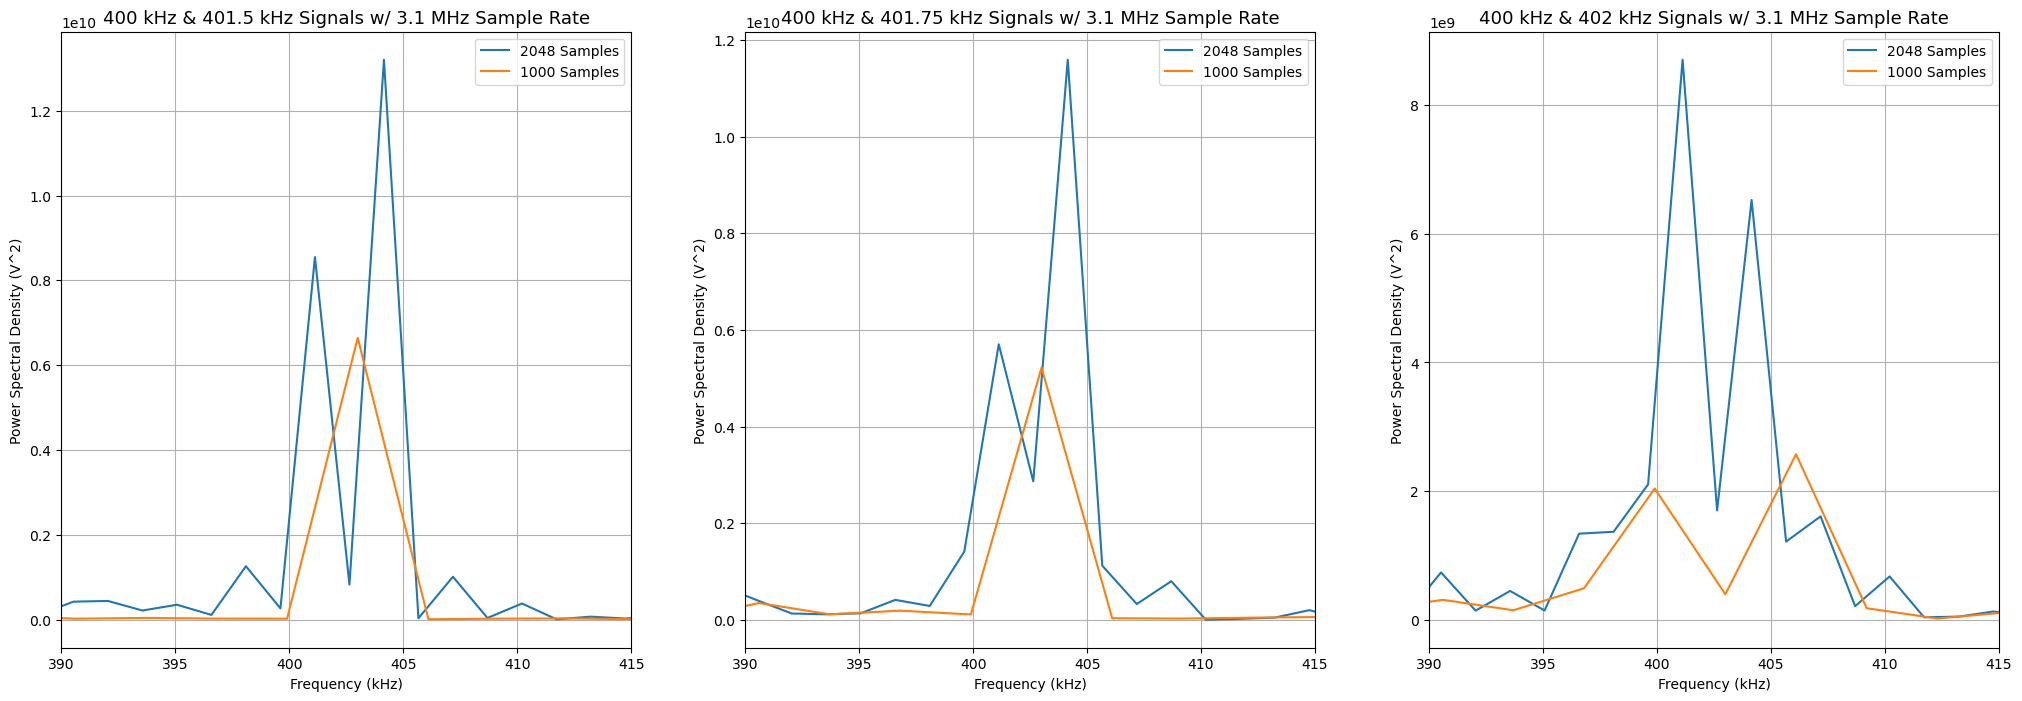 400 kHz & 401.5 kHz Signals w/ 3.1 MHz Sample Rate
1e10
2048 Samples
1000 Samples
1.2
1.0
0.8
0.6
0.4
0.2
0.0
Power Spectral Density (V^2)
390 395 400 405 410 415
Frequency (kHz)
400 kHz & 401.75 kHz Signals w/ 3.1 MHz Sample Rate
1e10
2048 Samples
1000 Samples
1.2
1.0
0.8
0.6
0.4
0.2
0.0
Power Spectral Density (V^2)
390 395 400 405 410 415
Frequency (kHz)
400 kHz & 402 kHz Signals w/ 3.1 MHz Sample Rate
1e9
2048 Samples
1000 Samples
8
6
4
2
0
Power Spectral Density (V^2)
390 395 400 405 410 415
Frequency (kHz)